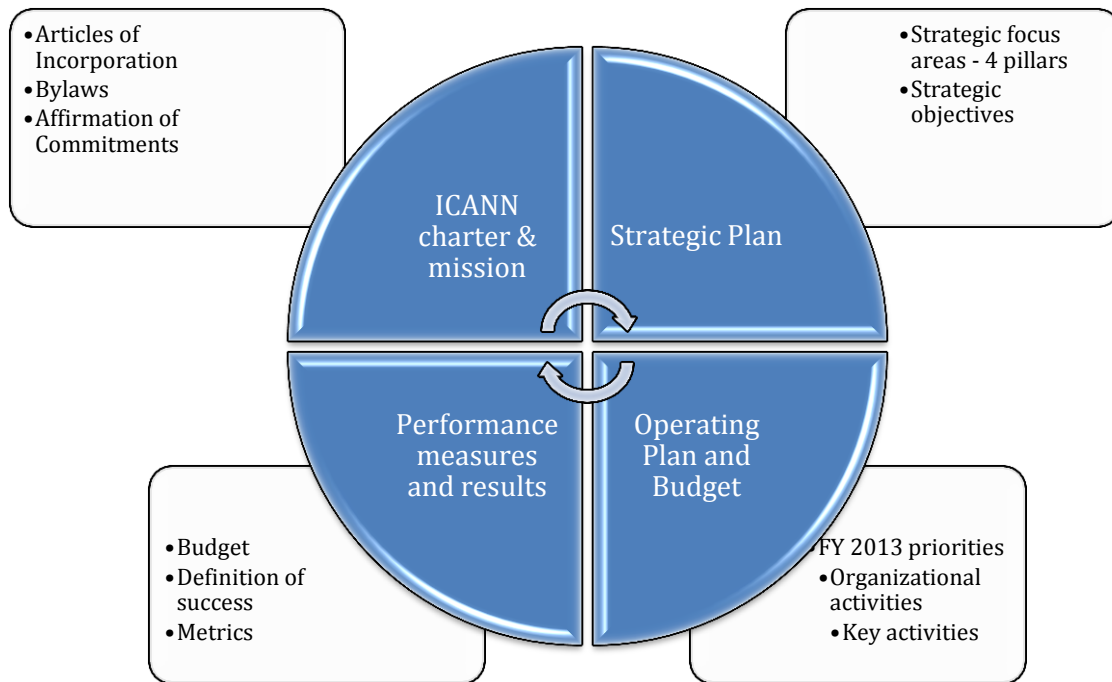 •Articles of
Incorporation
•Bylaws
•Affirmation of
Commitments
•Strategic focus
areas - 4 pillars
•Strategic
objectives
ICANN
charter &
mission
Strategic Plan
Performance
measures
and results
Operating
Plan and
Budget
•Budget
•Definition of
success
•Metrics
•FY 2013 priorities
•Organizational
activities
•Key activities